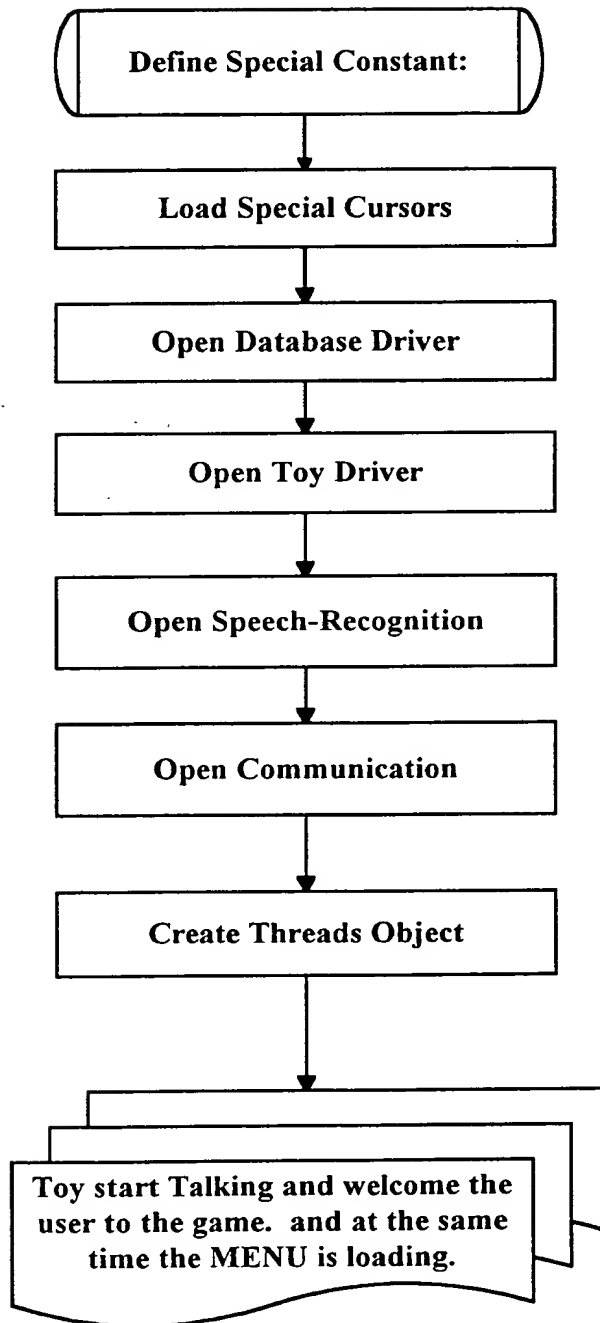 Define Special Constant:
Load Special Cursors
Open Database Driver
Open Toy Driver
Open Speech-Recognition
Open Communication
Create Threads Object
Toy start Talking and welcome the
user to the game. and at the same
time the MENU is loading.